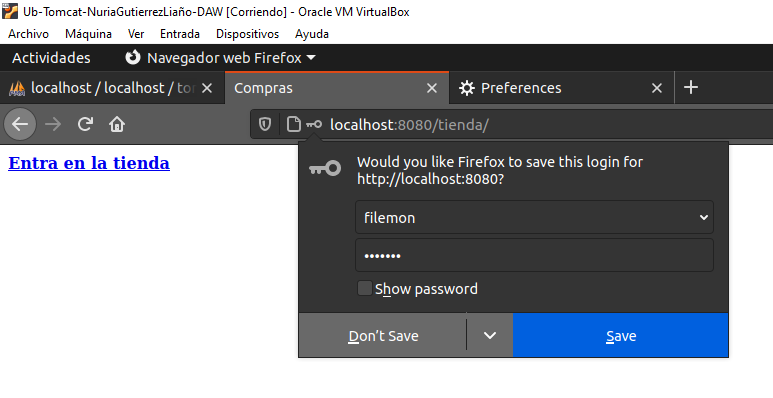 Ub-Tomcat-NuriaGutierrezLiaño-DAW [Corriendo] - Oracle VM VirtualBox
Archivo Máquina Ver Entrada Dispositivos Ayuda
Actividades Navegador web Firefox
localhost / localhost / to
Compras
Preferences
localhost:8080/tienda/
Entra en la tienda
Would you like Firefox to save this login for
http://localhost:8080?
filemon
•••••••
Show password
Don't Save
Save